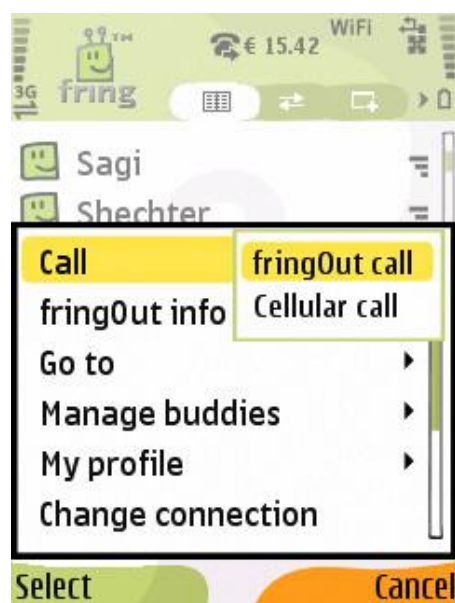 fring™
€ 15.42
WiFi
3G
Sagi
Shechter
Call
fringOut call
fringOut info
Cellular call
Go to
Manage buddies
My profile
Change connection
Select
Cancel